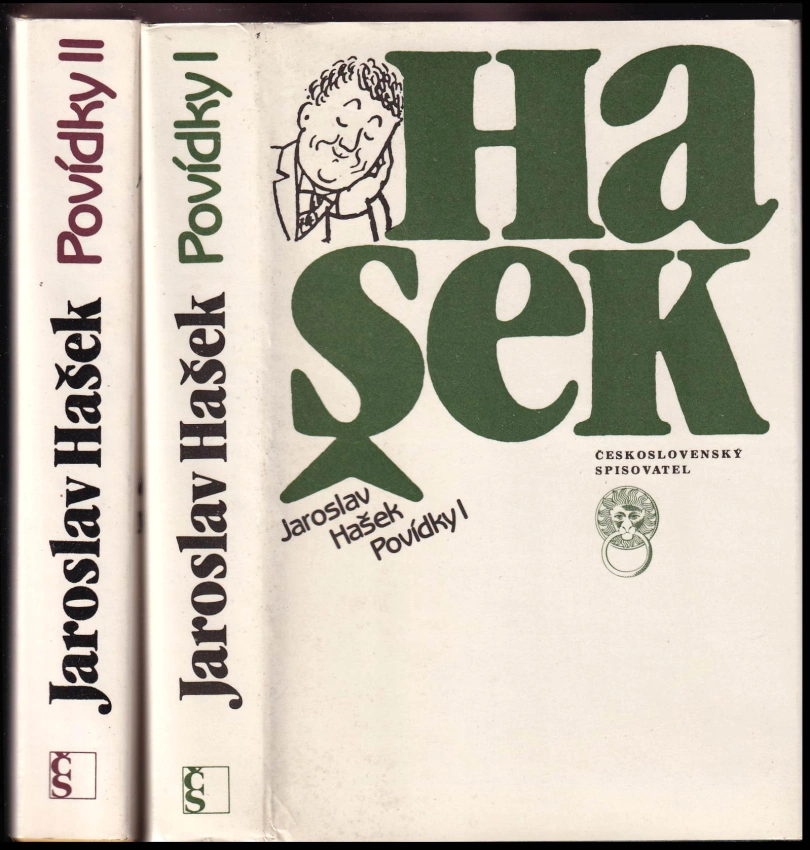 Jaroslav Hašek Povídky II
ČS
Jaroslav Hašek Povídky I
ČS
Ha
šek
Jaroslav
Hašek
Povídky I
ČESKOSLOVENSKÝ
SPISOVATEL